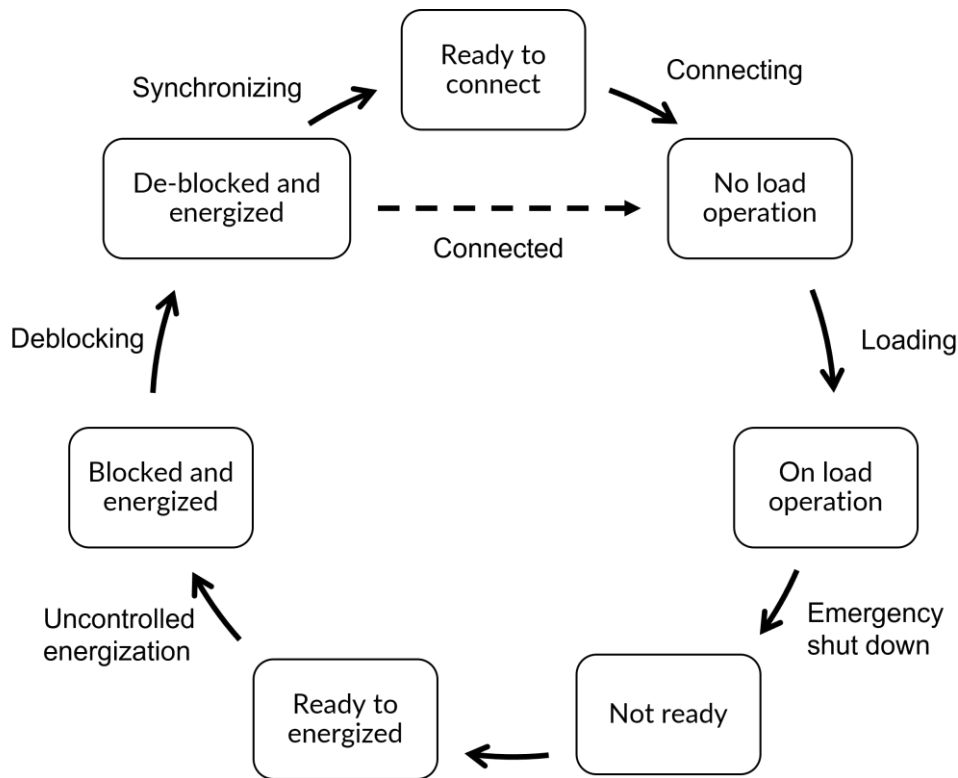 Ready to
connect
Synchronizing
Connecting
De-blocked and
energized
No load
operation
Connected
Deblocking
Loading
Blocked and
energized
On load
operation
Uncontrolled
energization
Emergency
shut down
Ready to
energized
Not ready